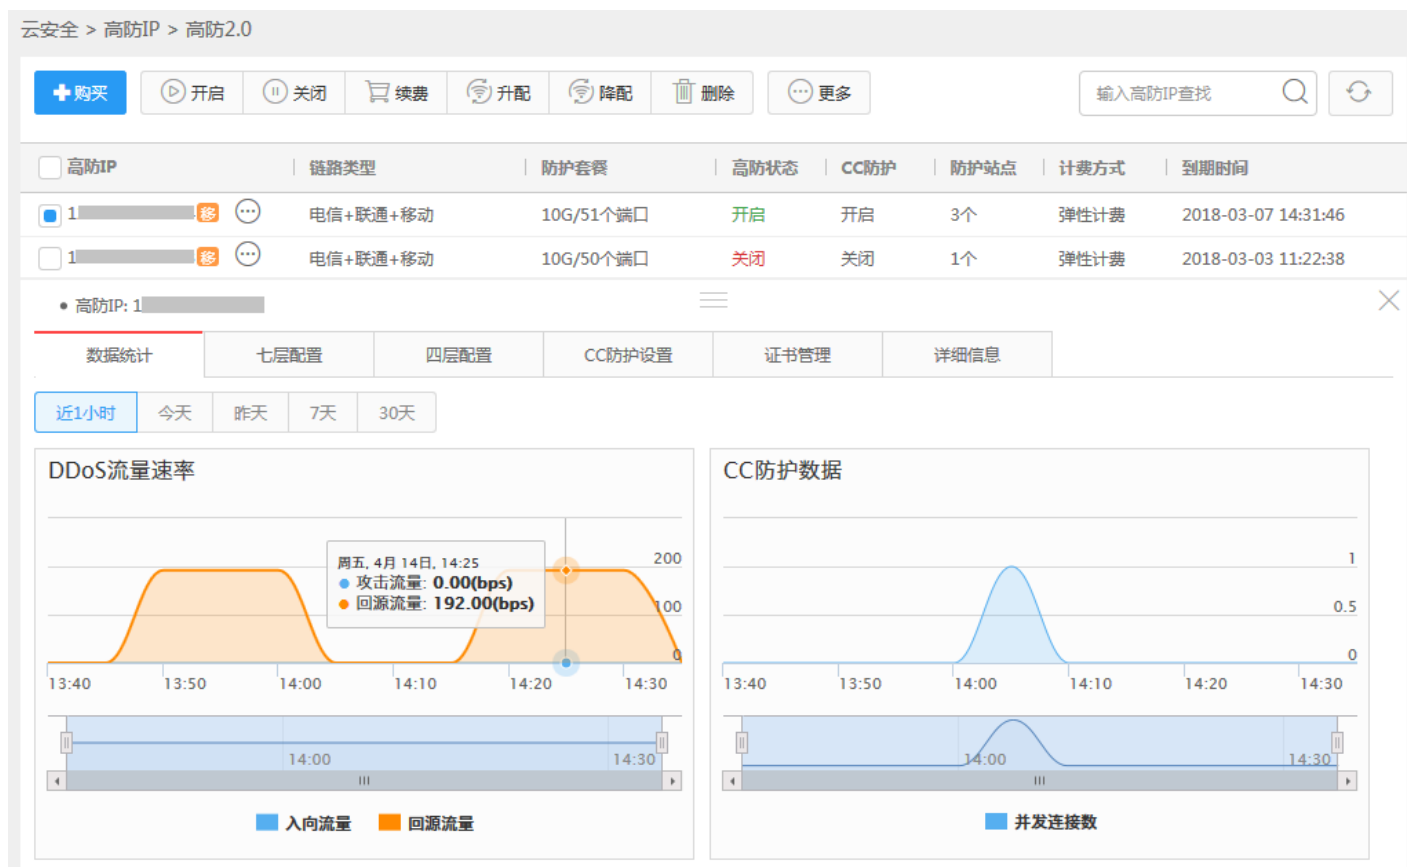 云安全 > 高防IP > 高防2.0
购买 开启 关闭 续费 升配 降配 删除 更多 输入高防IP查找
高防IP 链路类型 防护套餐 高防状态 CC防护 防护站点 计费方式 到期时间
1 移 电信+联通+移动 10G/51个端口 开启 开启 3个 弹性计费 2018-03-07 14:31:46
1 移 电信+联通+移动 10G/50个端口 关闭 关闭 1个 弹性计费 2018-03-03 11:22:38
• 高防IP: 1
数据统计 七层配置 四层配置 CC防护设置 证书管理 详细信息
近1小时 今天 昨天 7天 30天
DDoS流量速率
周五, 4月 14日, 14:25
● 攻击流量: 0.00(bps)
● 回源流量: 192.00(bps)
200
100
0
13:40 13:50 14:00 14:10 14:20 14:30
14:00 14:30
入向流量 回源流量
CC防护数据
1
0.5
0
13:40 13:50 14:00 14:10 14:20 14:30
14:00 14:30
并发连接数